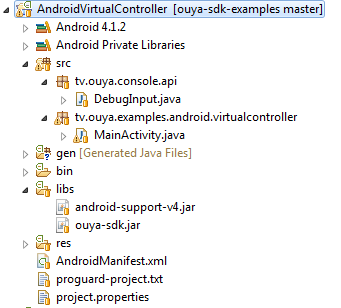 AndroidVirtualController [ouya-sdk-examples master]
Android 4.1.2
Android Private Libraries
src
tv.ouya.console.api
DebugInput.java
tv.ouya.examples.android.virtualcontroller
MainActivity.java
gen [Generated Java Files]
bin
libs
android-support-v4.jar
ouya-sdk.jar
res
AndroidManifest.xml
proguard-project.txt
project.properties